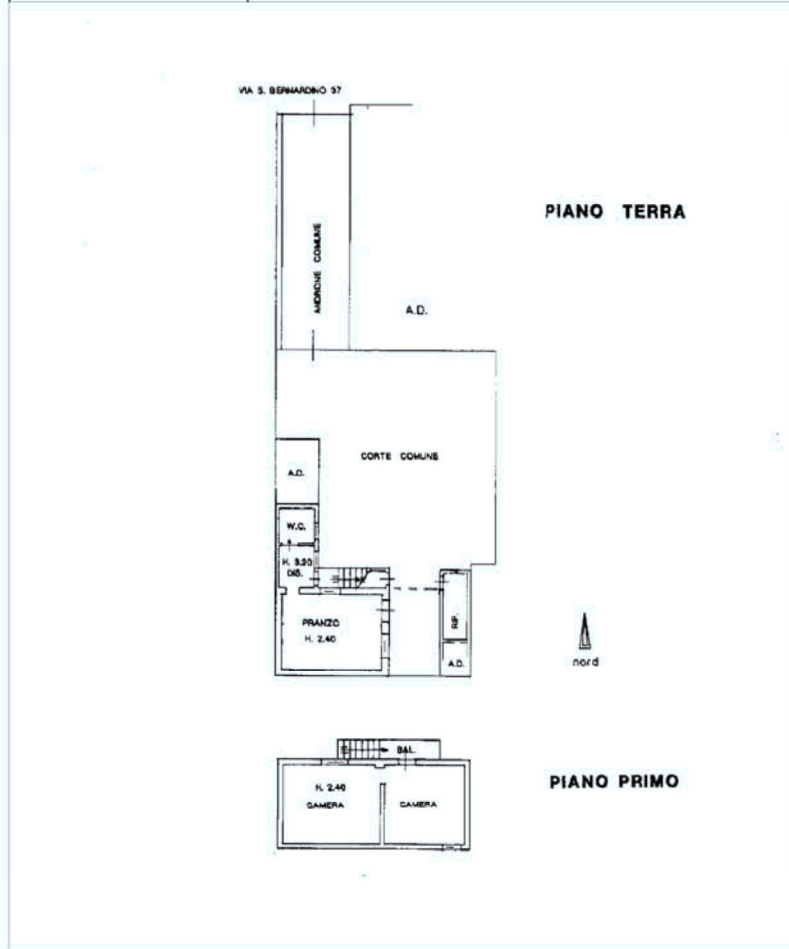 VIA S. BERNARDINO 37
PIANO TERRA
ANDRONE COMUNE
A.D.
CORTE COMUNE
A.D.
W.C.
H. 3.20
DIS.
PRANZO
H. 2.40
RIP.
A.D.
nord
BAL.
PIANO PRIMO
H. 2.40
CAMERA
CAMERA